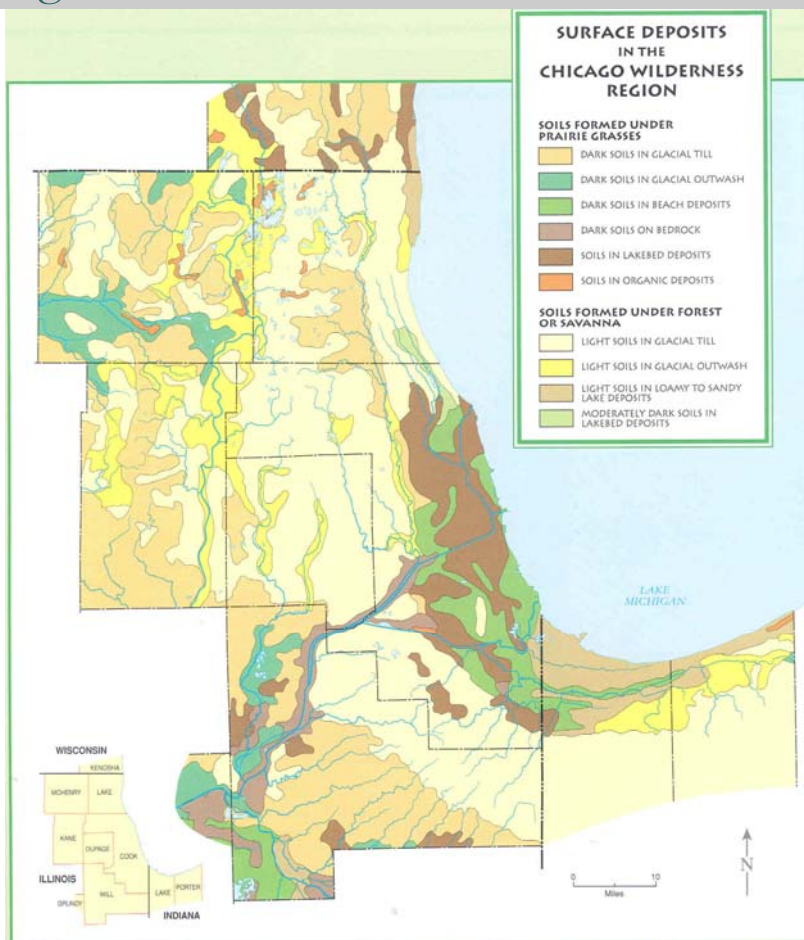 SURFACE DEPOSITS
IN THE
CHICAGO WILDERNESS
REGION
SOILS FORMED UNDER
PRAIRIE GRASSES
DARK SOILS IN GLACIAL TILL
DARK SOILS IN GLACIAL OUTWASH
DARK SOILS IN BEACH DEPOSITS
DARK SOILS ON BEDROCK
SOILS IN LAKEBED DEPOSITS
SOILS IN ORGANIC DEPOSITS
SOILS FORMED UNDER FOREST
OR SAVANNA
LIGHT SOILS IN GLACIAL TILL
LIGHT SOILS IN GLACIAL OUTWASH
LIGHT SOILS IN LOAMY TO SANDY
LAKE DEPOSITS
MODERATELY DARK SOILS IN
LAKEBED DEPOSITS
LAKE
MICHIGAN
WISCONSIN
KENOSHA
MCHENRY
LAKE
KANE
DUPAGE
COOK
ILLINOIS
WILL
LAKE
PORTER
GRUNDY
INDIANA
N
0
10
Miles